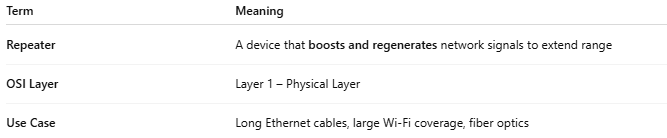 Term Meaning
Repeater A device that boosts and regenerates network signals to extend range
OSI Layer Layer 1 – Physical Layer
Use Case Long Ethernet cables, large Wi-Fi coverage, fiber optics